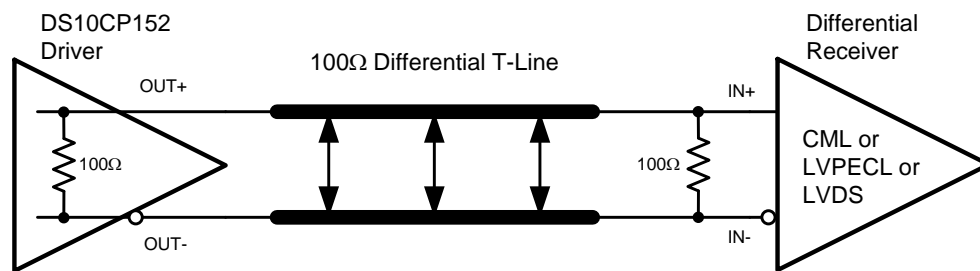 DS10CP152
Driver
Differential
Receiver
100Ω Differential T-Line
OUT+
IN+
100Ω
100Ω
CML or
LVPECL or
LVDS
OUT-
IN-